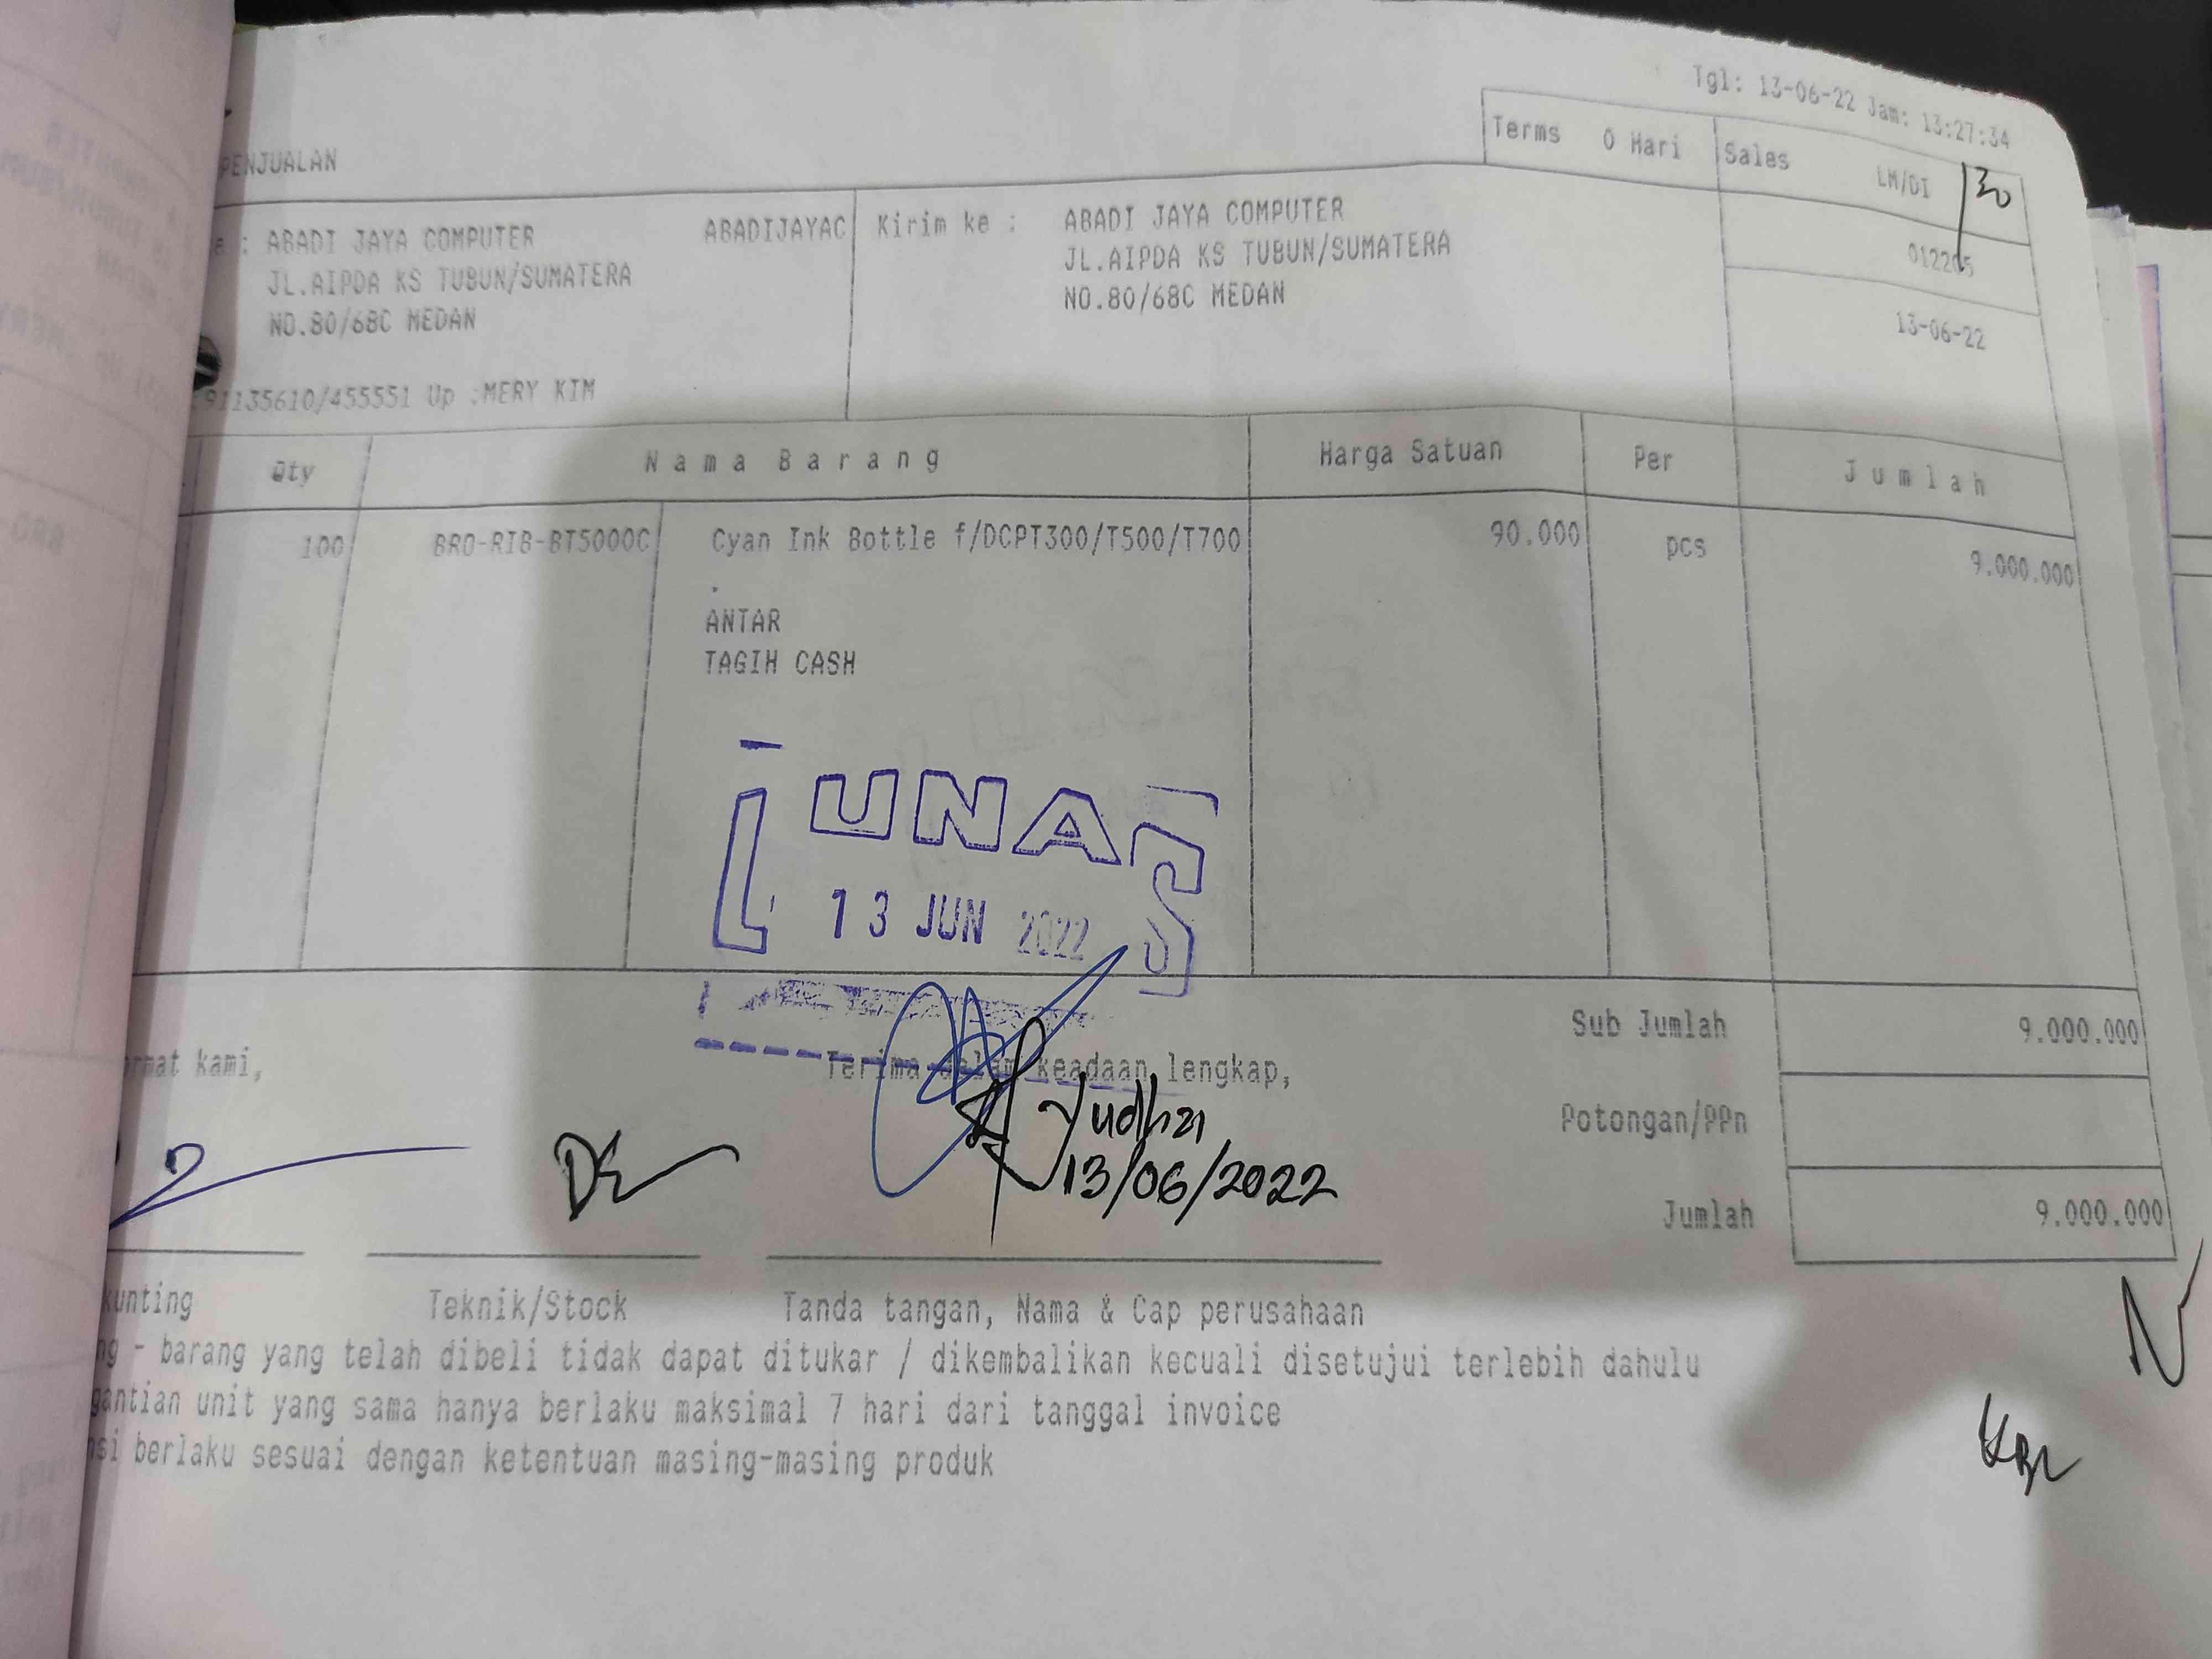 Tgl: 13-06-22 Jam: 13:27:34
PENJUALAN
Terms 0 Hari Sales LM/DI
ABADI JAYA COMPUTER ABADIJAYAC
JL.AIPDA KS TUBUN/SUMATERA
NO.80/68C MEDAN
91135610/455551 Up :MERY KIM
Kirim ke : ABADI JAYA COMPUTER
JL.AIPDA KS TUBUN/SUMATERA
NO.80/68C MEDAN
13-06-22
Qty Nama Barang Harga Satuan Per Jumlah
100 BRO-RIB-BT5000C Cyan Ink Bottle f/DCPT300/T500/T700 90.000 pcs 9.000.000
.
ANTAR
TAGIH CASH
LUNAS
13 JUN 2022
Sub Jumlah 9.000.000
kami, Terima dalam keadaan lengkap,
Potongan/PPn
Yudha
13/06/2022
Jumlah 9.000.000
Teknik/Stock Tanda tangan, Nama & Cap perusahaan
- barang yang telah dibeli tidak dapat ditukar / dikembalikan kecuali disetujui terlebih dahulu
unit yang sama hanya berlaku maksimal 7 hari dari tanggal invoice
berlaku sesuai dengan ketentuan masing-masing produk